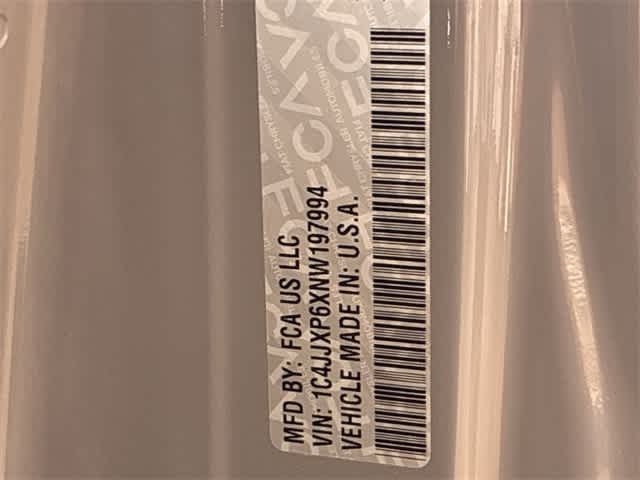 MFD BY: FCA US LLC
VIN: 1C4JJXP6XNW197994
VEHICLE MADE IN: U.S.A.